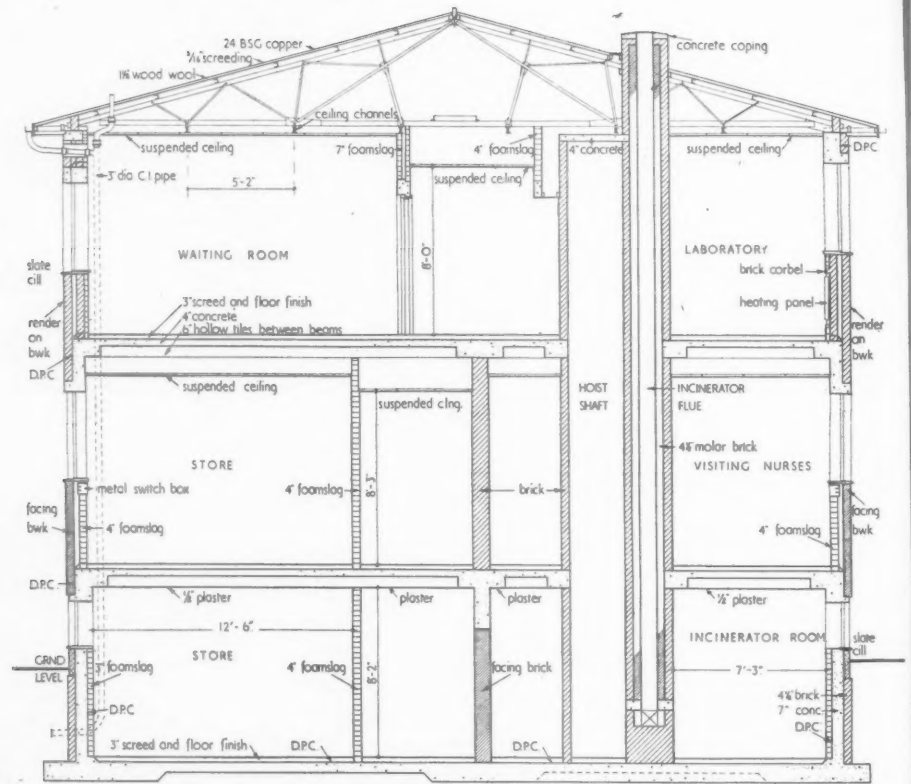 24 BSG copper
3/16" screeding
1½" wood wool
concrete coping
ceiling channels
suspended ceiling
7" foamslag
4" foamslag
4" concrete
suspended ceiling
D.P.C
3" dia C.I. pipe
5'-2"
suspended ceiling
8'-0"
WAITING ROOM
LABORATORY
slate
cill
brick corbel
heating panel
3" screed and floor finish
4" concrete
6" hollow tiles between beams
render
on
bwk
D.P.C
render
on
bwk
suspended ceiling
suspended clng.
HOIST
SHAFT
INCINERATOR
FLUE
4½" molar brick
STORE
VISITING NURSES
metal switch box
4" foamslag
8'-3"
brick
facing
bwk
4" foamslag
facing
bwk
4" foamslag
D.P.C
½" plaster
plaster
plaster
½" plaster
12'-6"
STORE
INCINERATOR ROOM
slate
cill
GRND
LEVEL
3" foamslag
4" foamslag
8'-2"
facing brick
7'-3"
D.P.C
4½" brick
7" conc
D.P.C
3" screed and floor finish
D.P.C
D.P.C